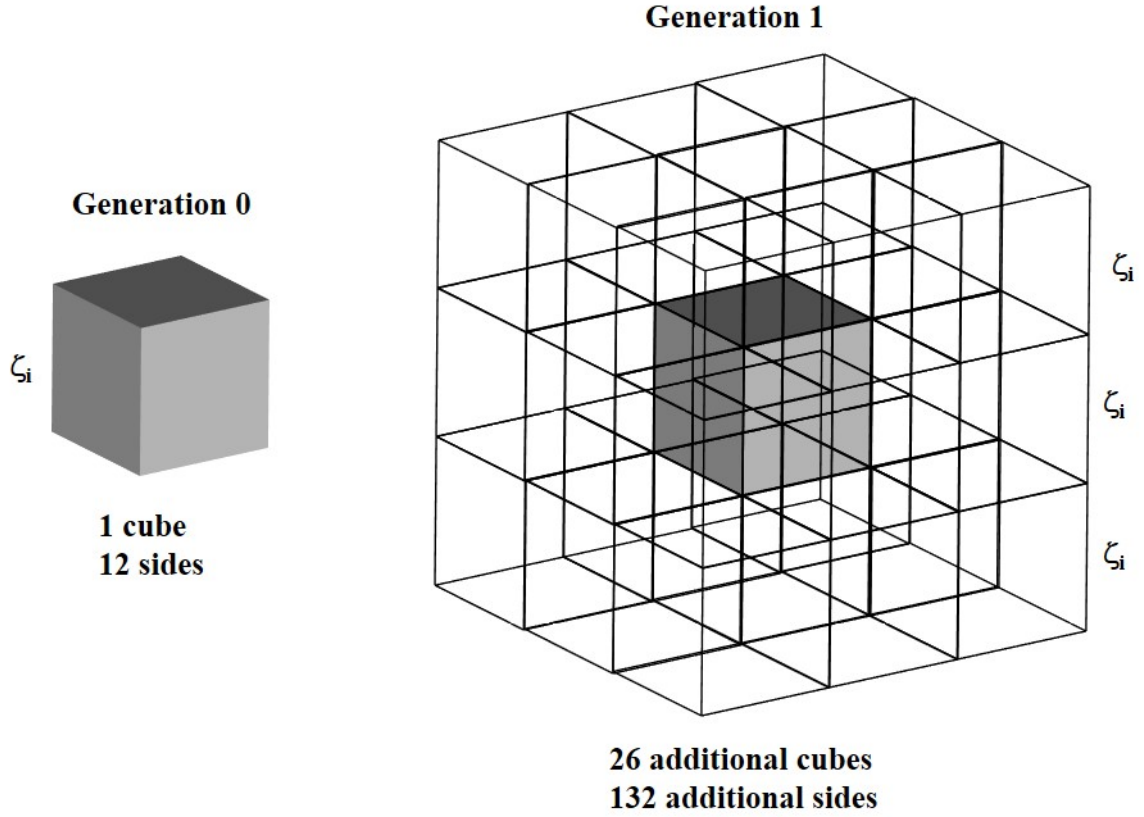 Generation 0
ζi
1 cube
12 sides
Generation 1
ζi
ζi
ζi
26 additional cubes
132 additional sides